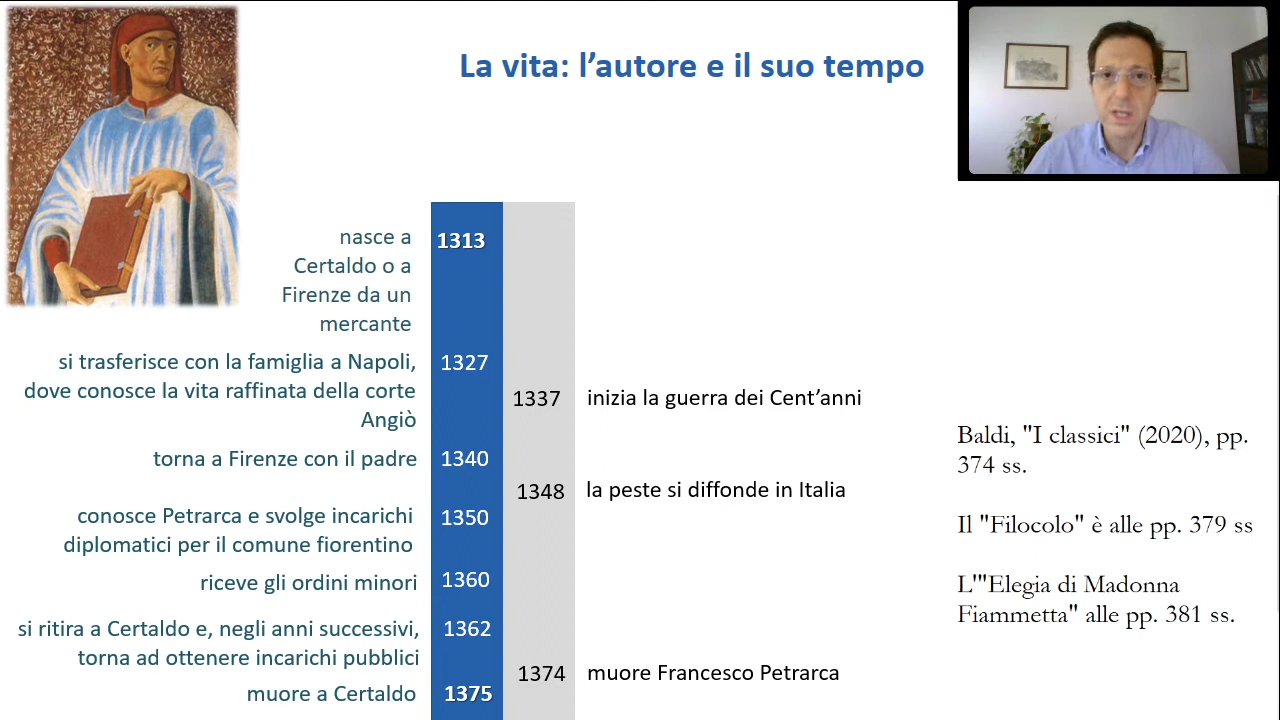 La vita: l’autore e il suo tempo
nasce a
Certaldo o a
Firenze da un
mercante
1313
si trasferisce con la famiglia a Napoli,
dove conosce la vita raffinata della corte
Angiò
1327
1337 inizia la guerra dei Cent’anni
torna a Firenze con il padre 1340
1348 la peste si diffonde in Italia
conosce Petrarca e svolge incarichi
diplomatici per il comune fiorentino
1350
riceve gli ordini minori 1360
si ritira a Certaldo e, negli anni successivi,
torna ad ottenere incarichi pubblici
1362
1374 muore Francesco Petrarca
muore a Certaldo 1375
Baldi, "I classici" (2020), pp.
374 ss.
Il "Filocolo" è alle pp. 379 ss
L'"Elegia di Madonna
Fiammetta" alle pp. 381 ss.